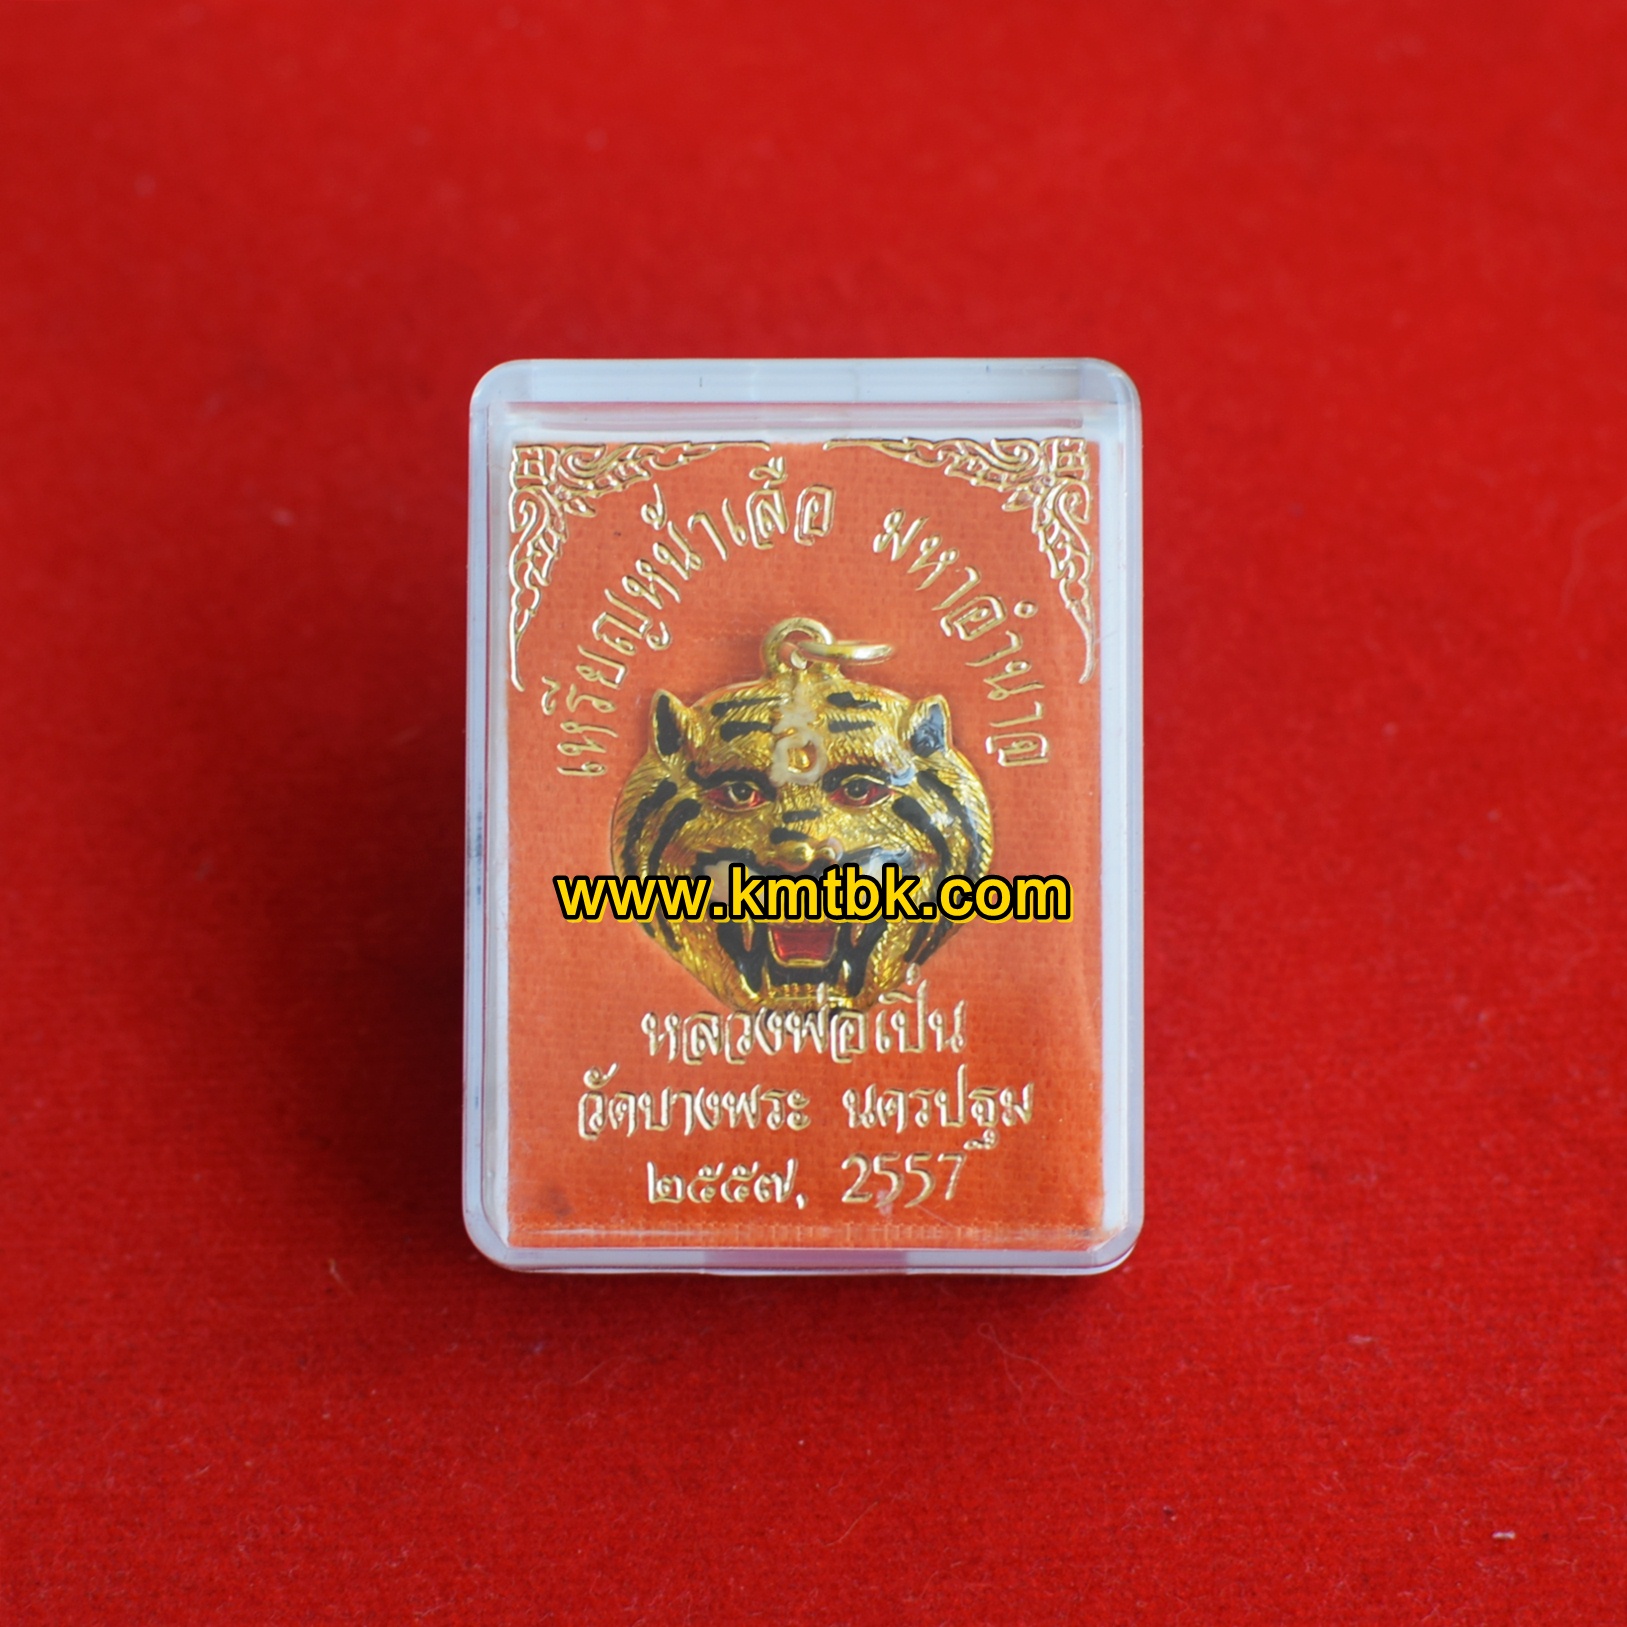 เหรียญหน้าเสือ มหาอำนาจ
www.kmtbk.com
หลวงพ่อเปิ่น
วัดบางพระ นครปฐม
๒๕๕๗, 2557